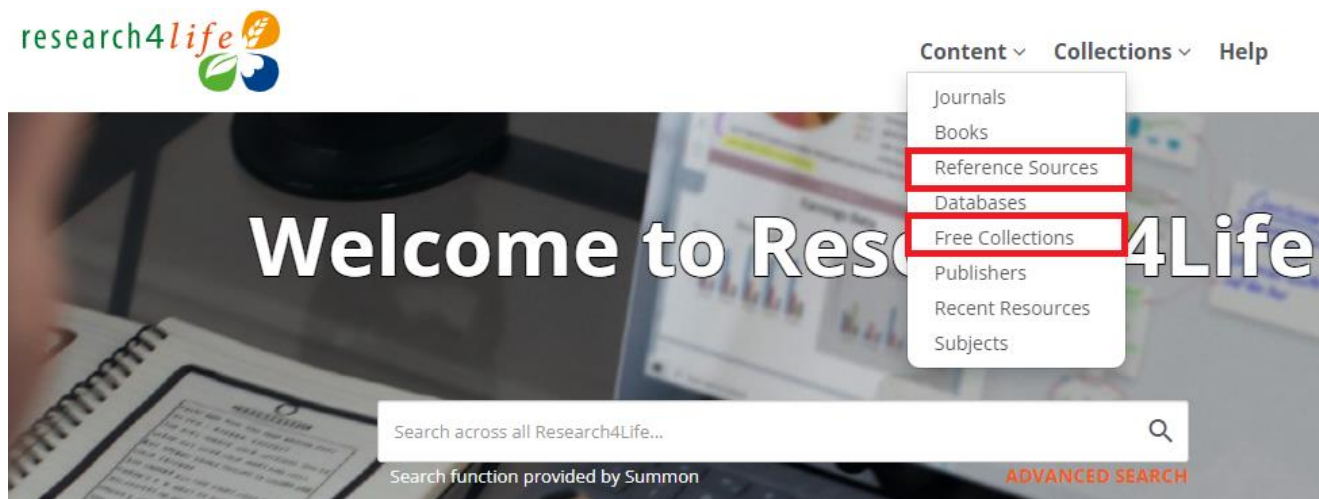 research4life
Content Collections Help
Journals
Books
Reference Sources
Databases
Free Collections
Publishers
Recent Resources
Subjects
Welcome to Res 4Life
Search across all Research4Life...
Search function provided by Summon
ADVANCED SEARCH